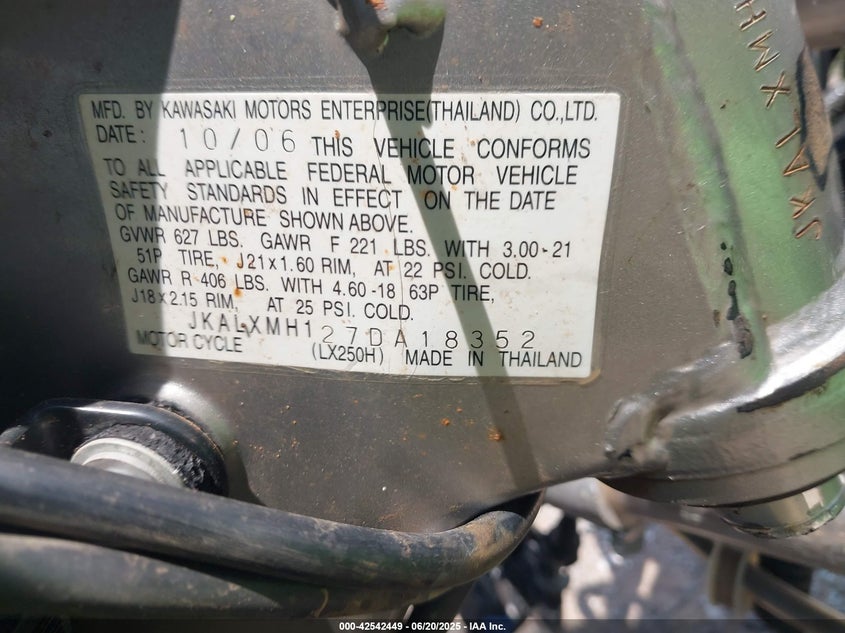 MFD. BY KAWASAKI MOTORS ENTERPRISE(THAILAND) CO.,LTD.
DATE: 10/06 THIS VEHICLE CONFORMS
TO ALL APPLICABLE FEDERAL MOTOR VEHICLE
SAFETY STANDARDS IN EFFECT ON THE DATE
OF MANUFACTURE SHOWN ABOVE.
GVWR 627 LBS. GAWR F 221 LBS. WITH 3.00-21
51P TIRE, J21x1.60 RIM, AT 22 PSI. COLD.
GAWR R 406 LBS. WITH 4.60-18 63P TIRE,
J18x2.15 RIM, AT 25 PSI. COLD.
JKALXMH127DA18352
MOTOR CYCLE (LX250H) MADE IN THAILAND
JKALXMH
000-42542449 - 06/20/2025 - IAA Inc.